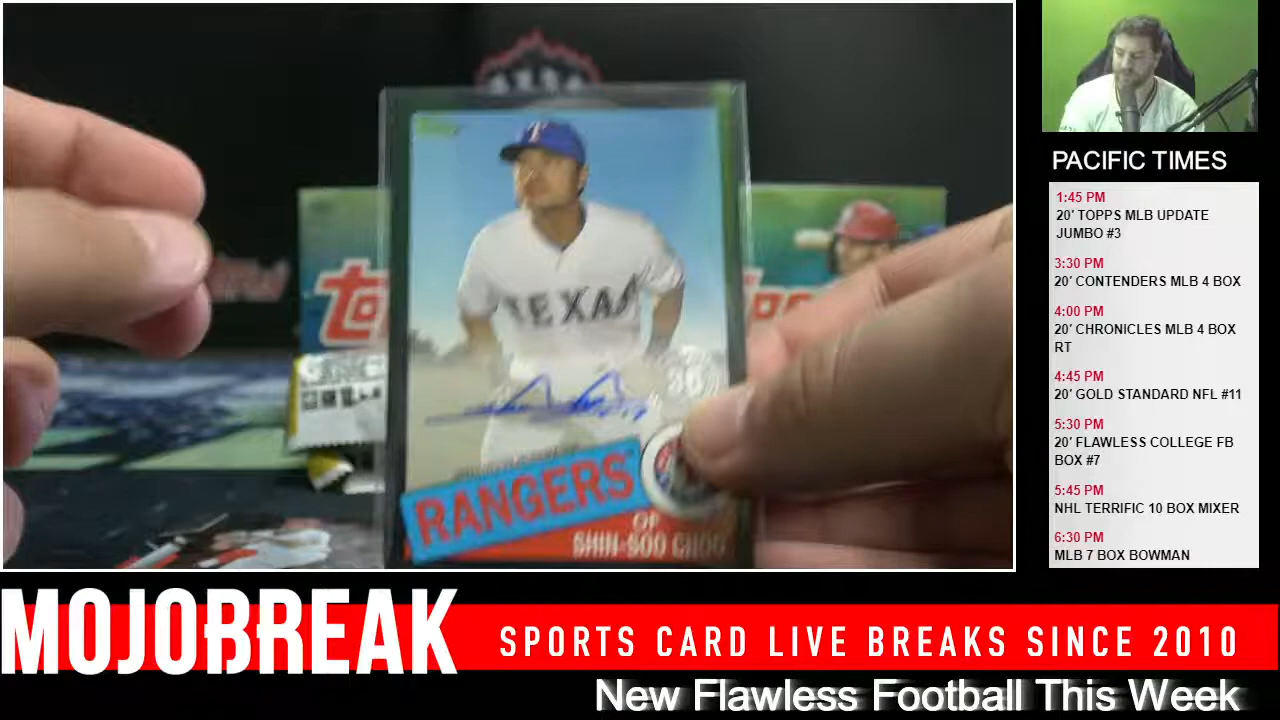 PACIFIC TIMES
1:45 PM
20' TOPPS MLB UPDATE
JUMBO #3
3:30 PM
20' CONTENDERS MLB 4 BOX
4:00 PM
20' CHRONICLES MLB 4 BOX
RT
4:45 PM
20' GOLD STANDARD NFL #11
5:30 PM
20' FLAWLESS COLLEGE FB
BOX #7
5:45 PM
NHL TERRIFIC 10 BOX MIXER
6:30 PM
MLB 7 BOX BOWMAN
Topps
T
TEXAS
RANGERS
OF
SHIN-SOO CHOO
MOJOBREAK
SPORTS CARD LIVE BREAKS SINCE 2010
New Flawless Football This Week